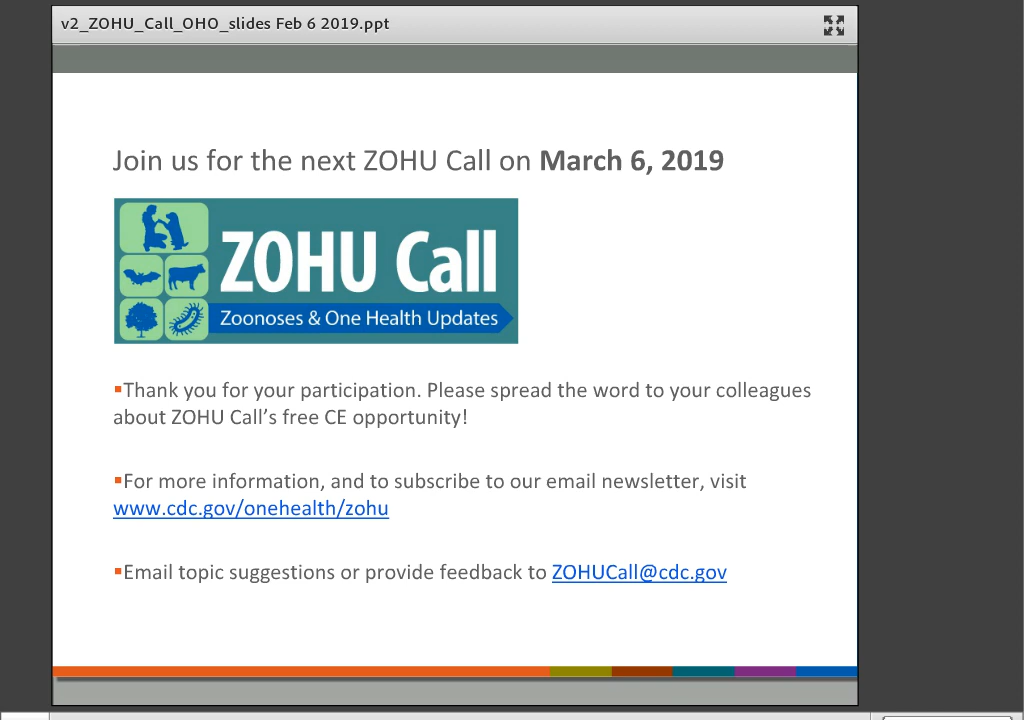 v2_ZOHU_Call_OHO_slides Feb 6 2019.ppt
Join us for the next ZOHU Call on March 6, 2019
ZOHU Call
Zoonoses & One Health Updates
Thank you for your participation. Please spread the word to your colleagues
about ZOHU Call's free CE opportunity!
For more information, and to subscribe to our email newsletter, visit
www.cdc.gov/onehealth/zohu
Email topic suggestions or provide feedback to ZOHUCall@cdc.gov